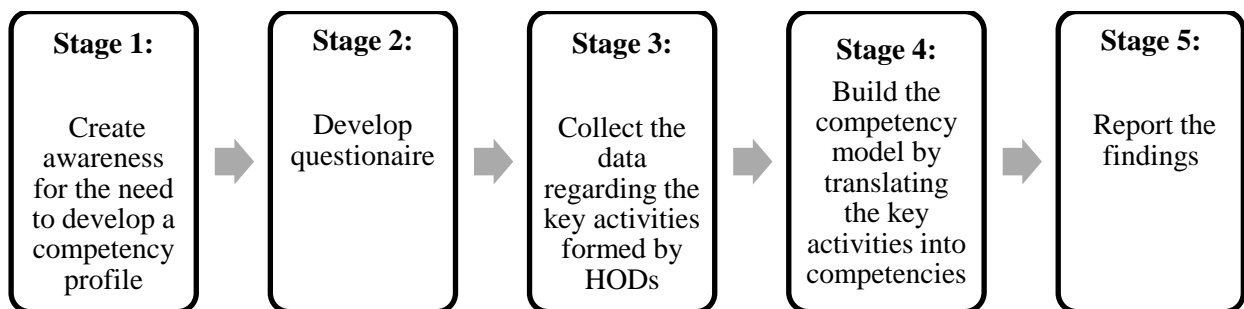 Stage 1:
Create
awareness
for the need
to develop a
competency
profile
Stage 2:
Develop
questionaire
Stage 3:
Collect the
data
regarding the
key activities
formed by
HODs
Stage 4:
Build the
competency
model by
translating
the key
activities into
competencies
Stage 5:
Report the
findings